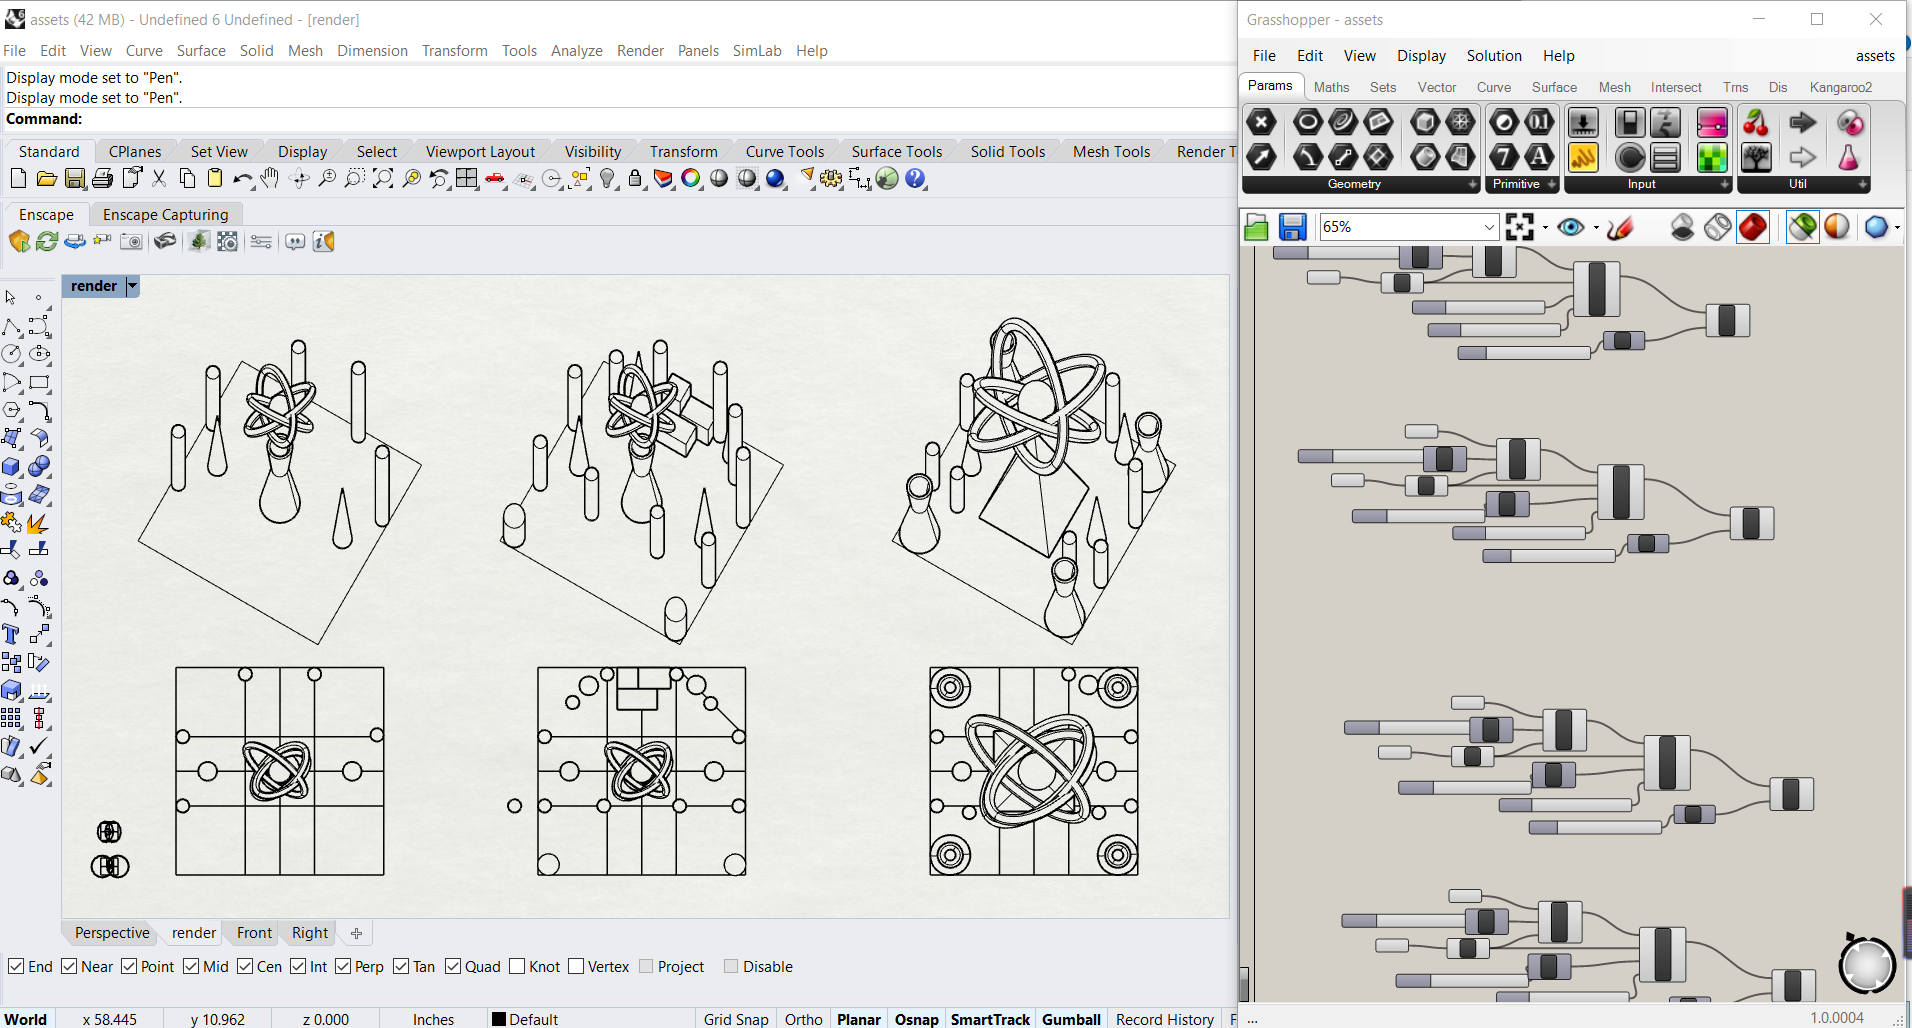 assets (42 MB) - Undefined 6 Undefined - [render]
File Edit View Curve Surface Solid Mesh Dimension Transform Tools Analyze Render Panels SimLab Help
Display mode set to "Pen".
Display mode set to "Pen".
Command:
Standard CPlanes Set View Display Select Viewport Layout Visibility Transform Curve Tools Surface Tools Solid Tools Mesh Tools Render T
Enscape Enscape Capturing
render
Perspective render Front Right
End Near Point Mid Cen Int Perp Tan Quad Knot Vertex Project Disable
World x 58.445 y 10.962 z 0.000 Inches Default Grid Snap Ortho Planar Osnap SmartTrack Gumball Record History F
Grasshopper - assets
File Edit View Display Solution Help assets
Params Maths Sets Vector Curve Surface Mesh Intersect Trns Dis Kangaroo2
0.1
7 A
Geometry Primitive Input Util
65%
...
1.0.0004